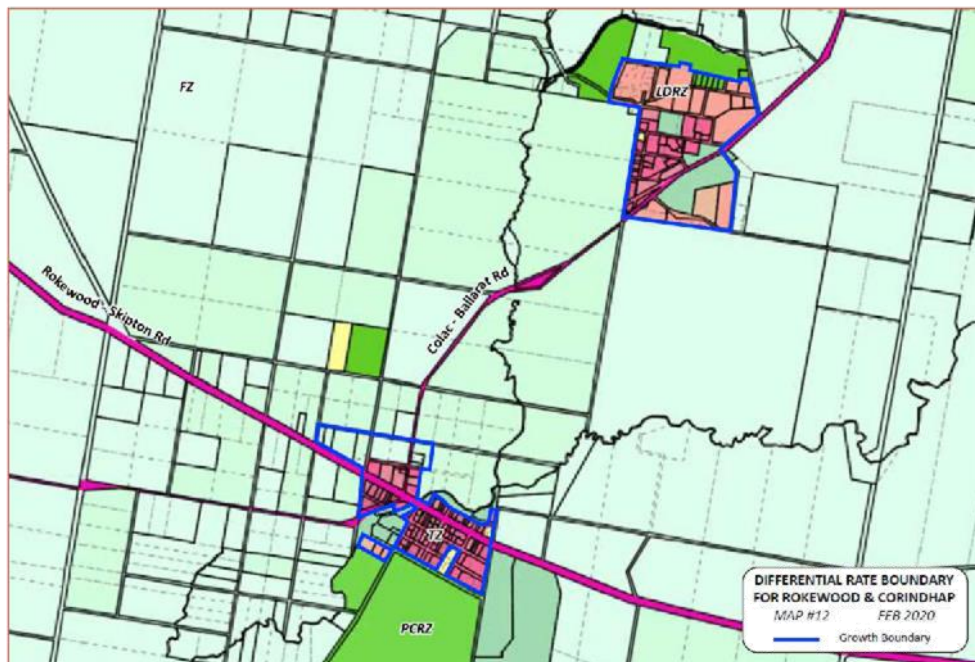 FZ
LDRZ
Colac - Ballarat Rd
Rokewood - Skipton Rd
TZ
PCRZ
DIFFERENTIAL RATE BOUNDARY
FOR ROKEWOOD & CORINDHAP
MAP #12 FEB 2020
Growth Boundary